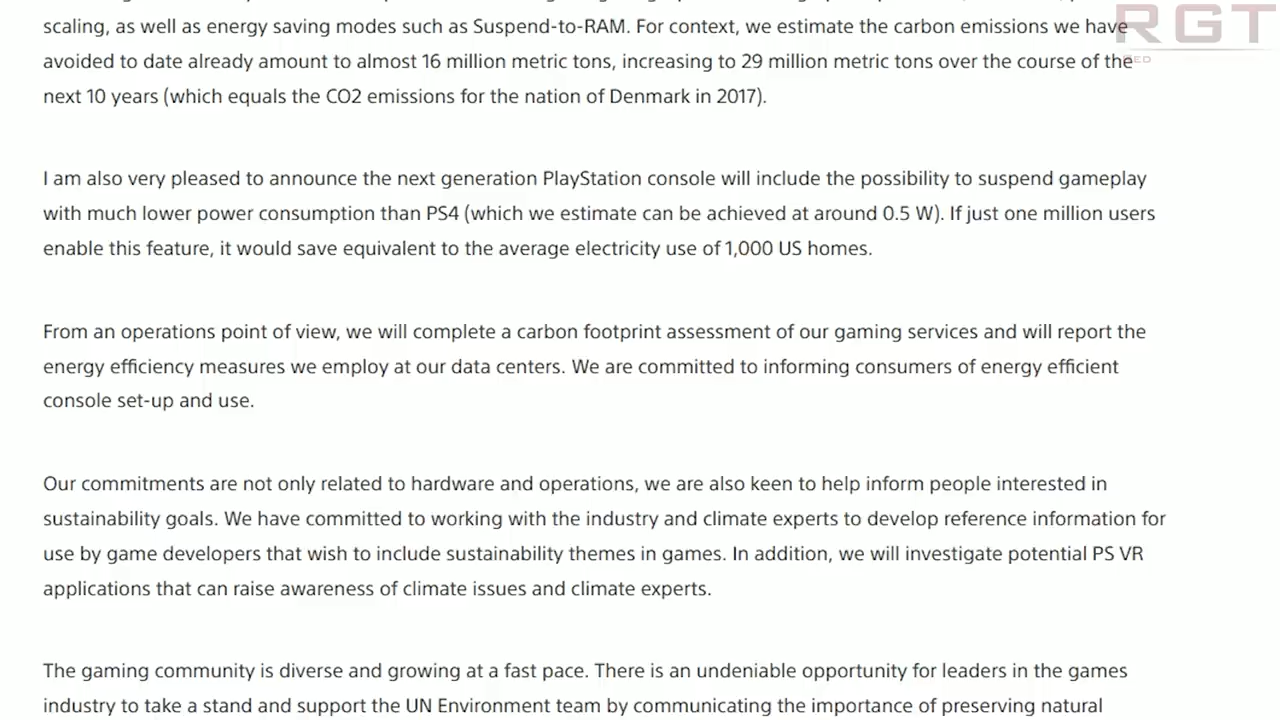 scaling, as well as energy saving modes such as Suspend-to-RAM. For context, we estimate the carbon emissions we have
avoided to date already amount to almost 16 million metric tons, increasing to 29 million metric tons over the course of the
next 10 years (which equals the CO2 emissions for the nation of Denmark in 2017).
I am also very pleased to announce the next generation PlayStation console will include the possibility to suspend gameplay
with much lower power consumption than PS4 (which we estimate can be achieved at around 0.5 W). If just one million users
enable this feature, it would save equivalent to the average electricity use of 1,000 US homes.
From an operations point of view, we will complete a carbon footprint assessment of our gaming services and will report the
energy efficiency measures we employ at our data centers. We are committed to informing consumers of energy efficient
console set-up and use.
Our commitments are not only related to hardware and operations, we are also keen to help inform people interested in
sustainability goals. We have committed to working with the industry and climate experts to develop reference information for
use by game developers that wish to include sustainability themes in games. In addition, we will investigate potential PS VR
applications that can raise awareness of climate issues and climate experts.
The gaming community is diverse and growing at a fast pace. There is an undeniable opportunity for leaders in the games
industry to take a stand and support the UN Environment team by communicating the importance of preserving natural
RGT